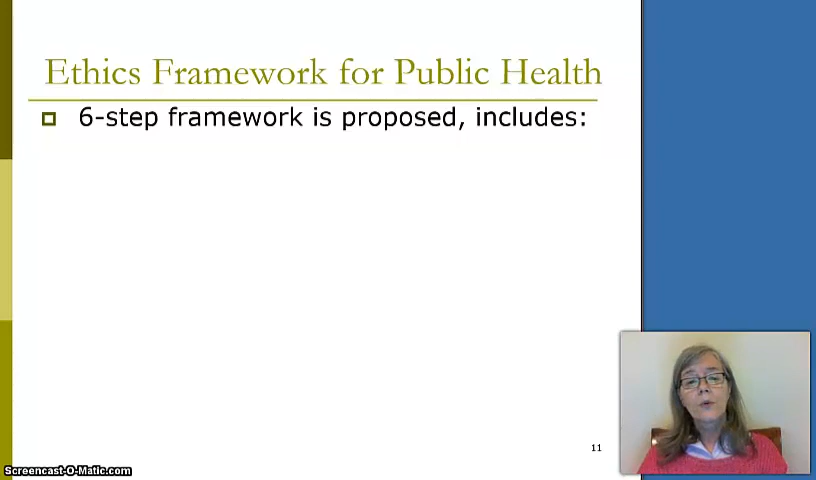 Ethics Framework for Public Health
6-step framework is proposed, includes:
11
Screencast-O-Matic.com